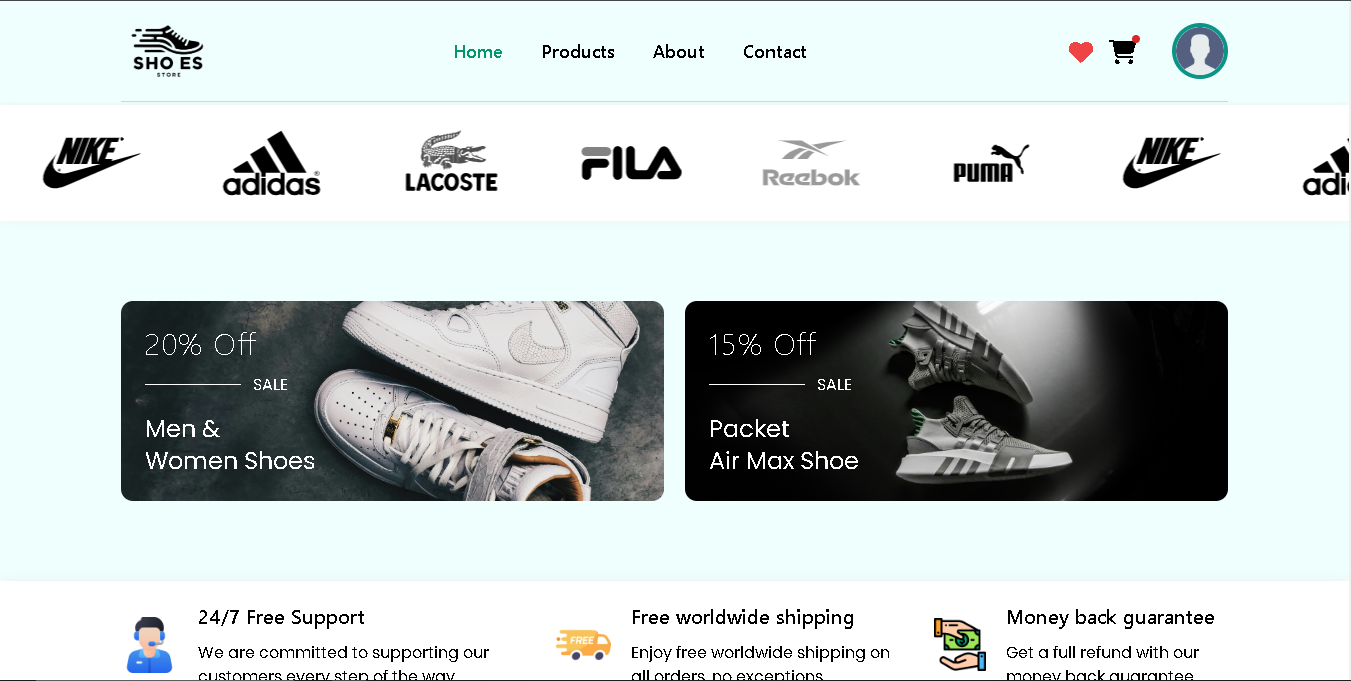 SHOES
STORE
Home Products About Contact
NIKE adidas LACOSTE FILA Reebok PUMA NIKE adi
20% Off
SALE
Men &
Women Shoes
15% Off
SALE
Packet
Air Max Shoe
24/7 Free Support
We are committed to supporting our
customers every step of the way
FREE
Free worldwide shipping
Enjoy free worldwide shipping on
all orders, no exceptions
Money back guarantee
Get a full refund with our
money back guarantee